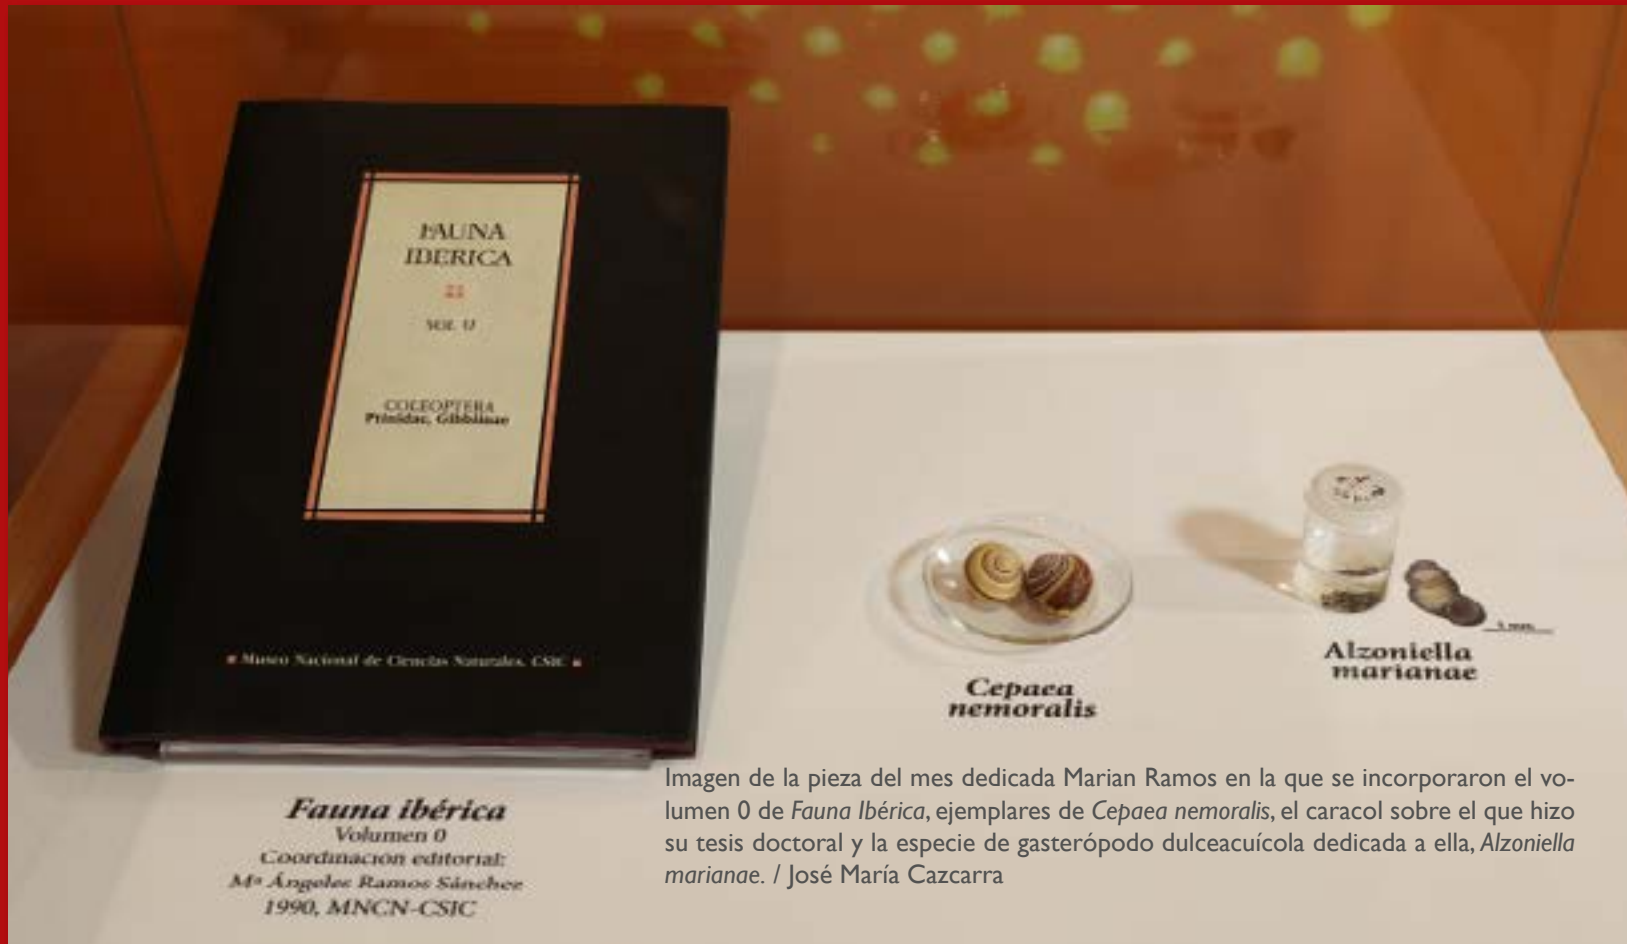 FAUNA
IBERICA
VOL. 0
COLEOPTERA
Ptinidae, Gibbiinae
Museo Nacional de Ciencias Naturales. CSIC
Cepaea
nemoralis
Alzoniella
marianae
1 mm.
Fauna ibérica
Volumen 0
Coordinación editorial:
Mª Ángeles Ramos Sánchez
1990, MNCN-CSIC
Imagen de la pieza del mes dedicada Marian Ramos en la que se incorporaron el vo-
lumen 0 de Fauna Ibérica, ejemplares de Cepaea nemoralis, el caracol sobre el que hizo
su tesis doctoral y la especie de gasterópodo dulceacuícola dedicada a ella, Alzoniella
marianae. / José María Cazcarra